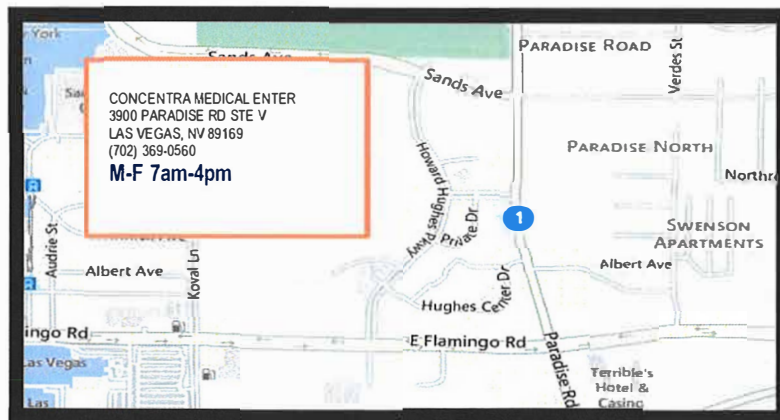 York
Sands Ave
PARADISE ROAD
Verdes St
Sands Ave
CONCENTRA MEDICAL ENTER
3900 PARADISE RD STE V
LAS VEGAS, NV 89169
(702) 369-0560
M-F 7am-4pm
PARADISE NORTH
Howard Hughes Pkwy
Private Dr
1
SWENSON
APARTMENTS
Audrie St
Albert Ave
Koval Ln
Albert Ave
Hughes Center Dr
ingo Rd
E Flamingo Rd
Paradise Rd
Las Vegas
Terrible's
Hotel &
Casino
Las